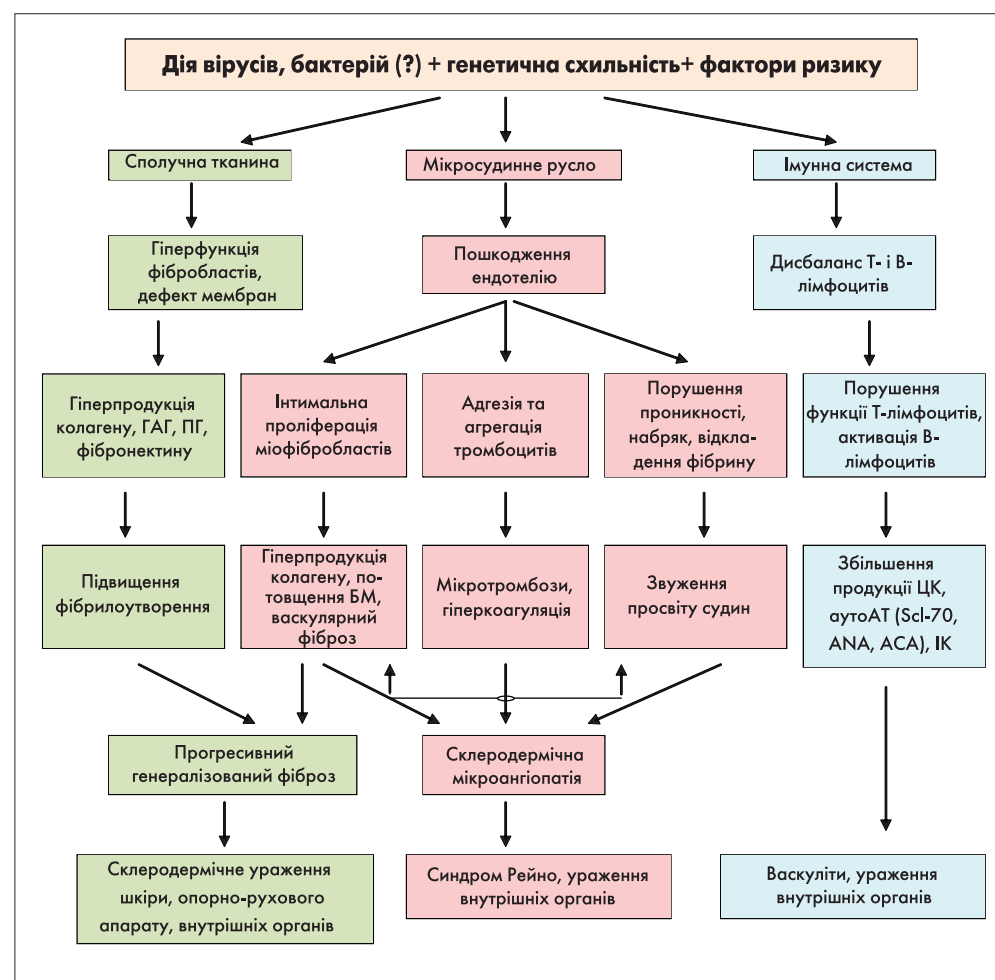 Дія вірусів, бактерій (?) + генетична схильність+ фактори ризику
Сполучна тканина
Мікросудинне русло
Імунна система
Гіперфункція
фібробластів,
дефект мембран
Пошкодження
ендотелію
Дисбаланс Т- і В-
лімфоцитів
Гіперпродукція
колагену, ГАГ, ПГ,
фібронектину
Інтимальна
проліферація
міофібробластів
Адгезія та
агрегація
тромбоцитів
Порушення
проникності,
набряк, відкла-
дення фібрину
Порушення
функції Т-лімфоцитів,
активація В-
лімфоцитів
Підвищення
фібрилоутворення
Гіперпродукція
колагену, по-
товщення БМ,
васкулярний
фіброз
Мікротромбози,
гіперкоагуляція
Звуження
просвіту судин
Збільшення
продукції ЦК,
аутоАТ (Scl-70,
ANA, ACA), ІК
Прогресивний
генералізований фіброз
Склеродермічна
мікроангіопатія
Склеродермічне ураження
шкіри, опорно-рухового
апарату, внутрішніх органів
Синдром Рейно, ураження
внутрішніх органів
Васкуліти, ураження
внутрішніх органів